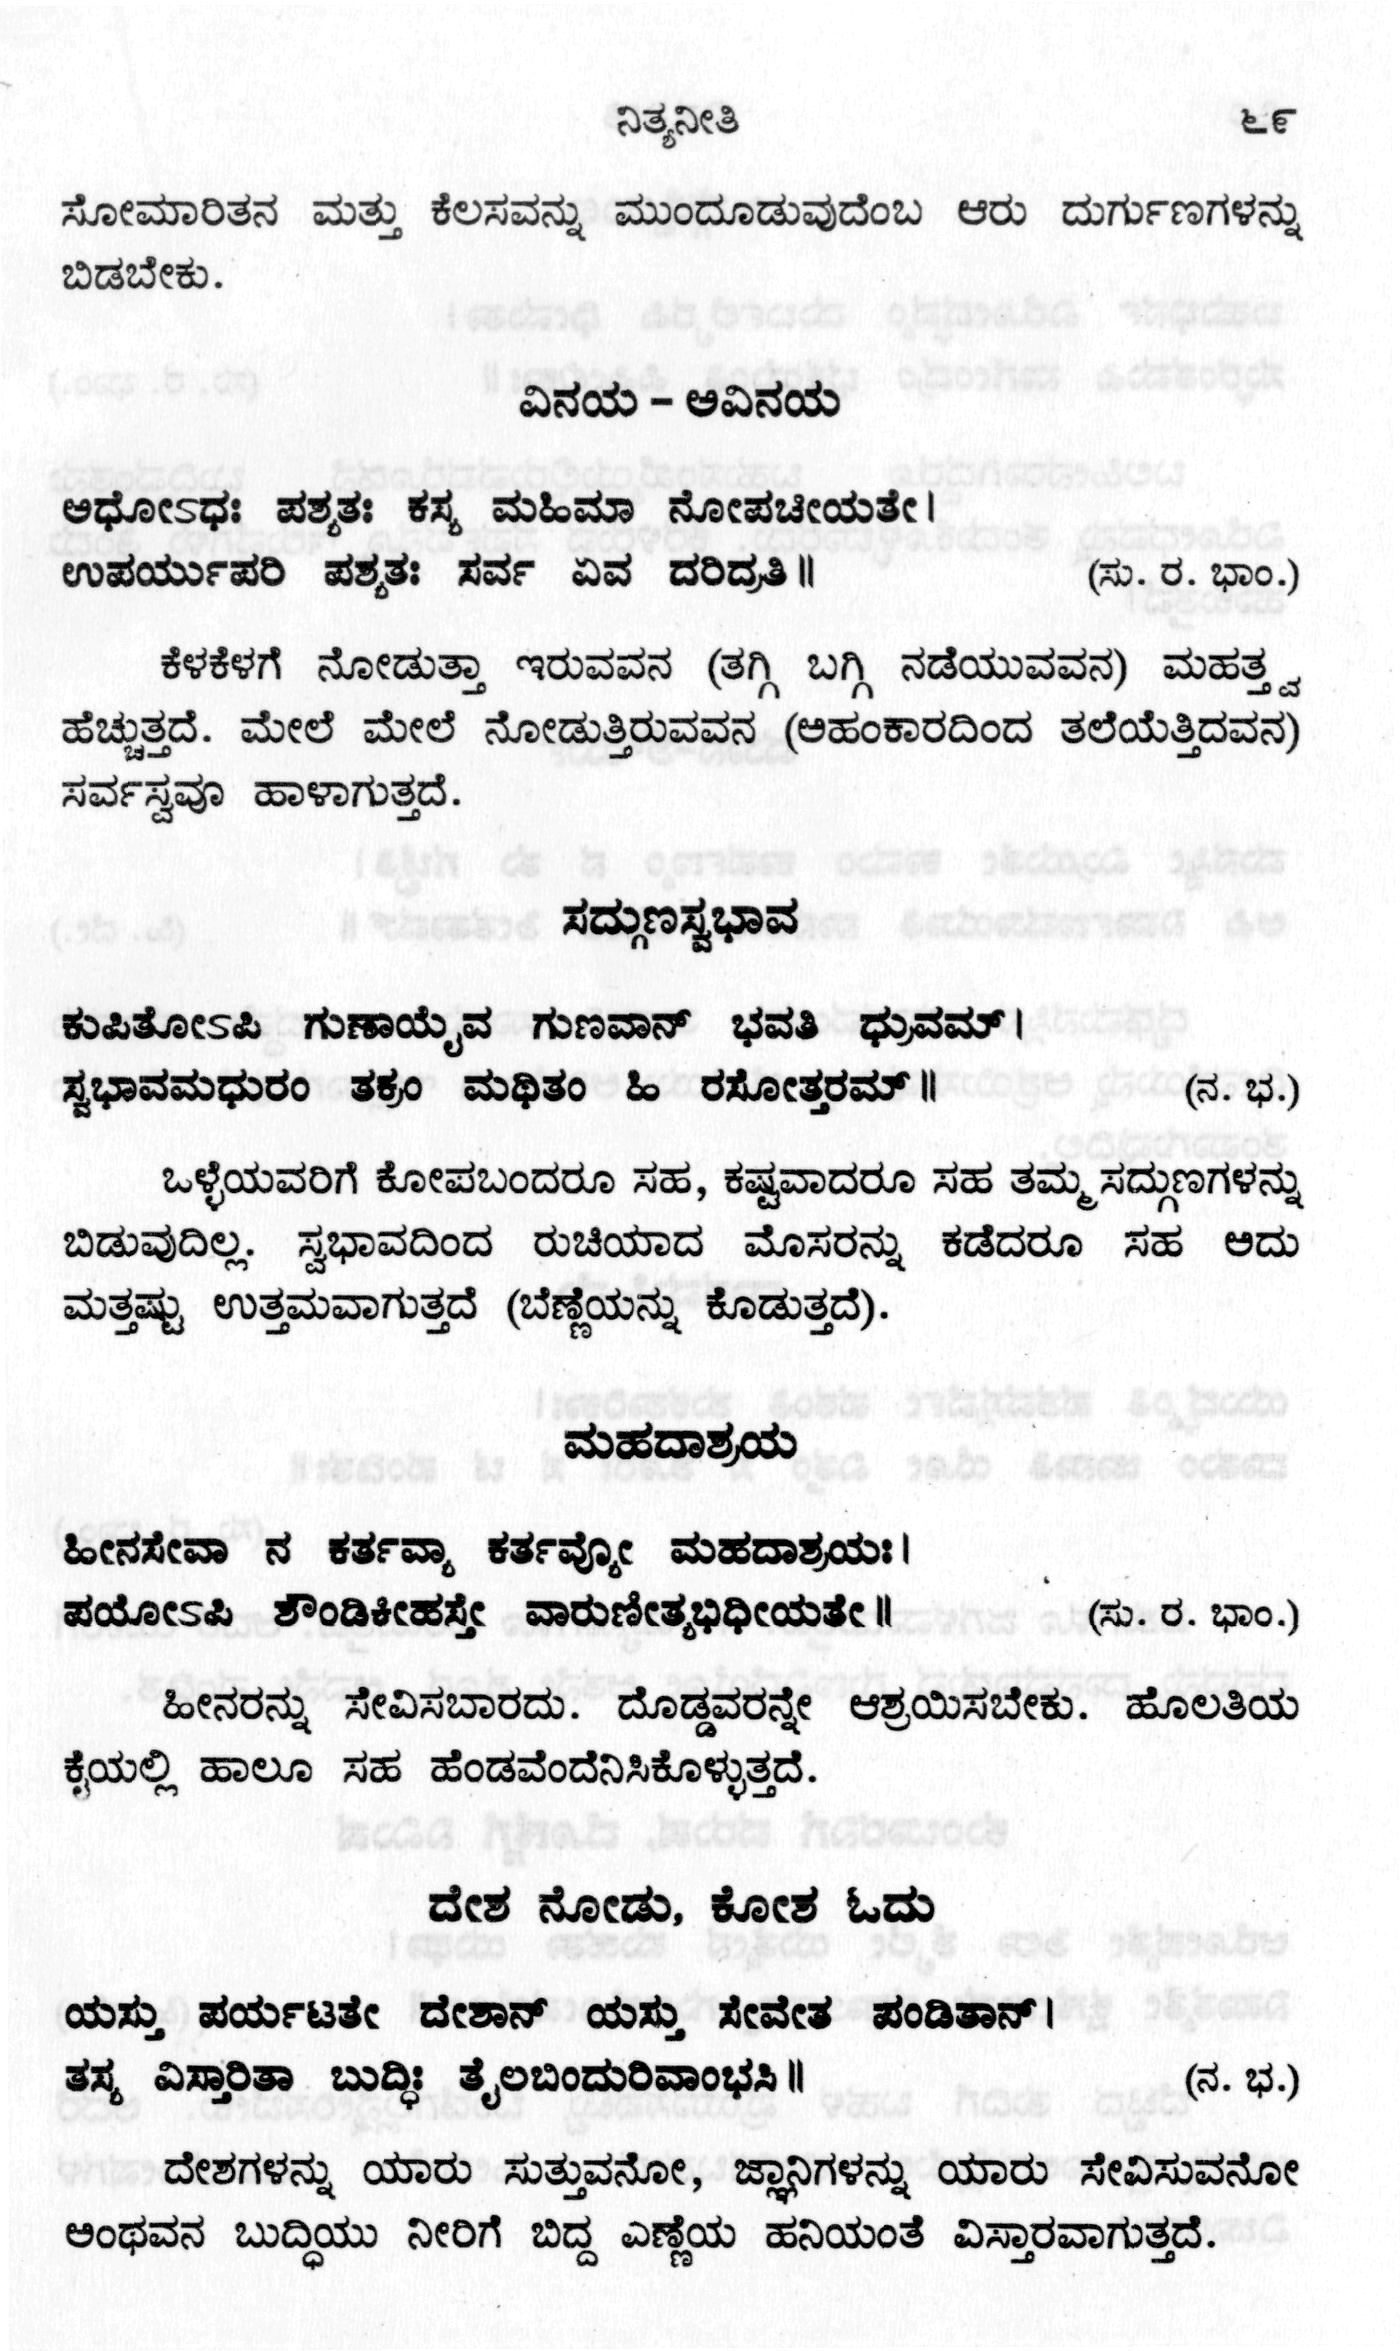 ನಿತ್ಯನೀತಿ ೬೯
ಸೋಮಾರಿತನ ಮತ್ತು ಕೆಲಸವನ್ನು ಮುಂದೂಡುವುದೆಂಬ ಆರು ದುರ್ಗುಣಗಳನ್ನು
ಬಿಡಬೇಕು.
ವಿನಯ – ಅವಿನಯ
ಅಧೋಽಧಃ ಪಶ್ಯತಃ ಕಸ್ಯ ಮಹಿಮಾ ನೋಪಚೀಯತೇ।
ಉಪರ್ಯುಪರಿ ಪಶ್ಯತಃ ಸರ್ವ ಏವ ದರಿದ್ರತಿ॥ (ಸು. ರ. ಭಾಂ.)
ಕೆಳಕೆಳಗೆ ನೋಡುತ್ತಾ ಇರುವವನ (ತಗ್ಗಿ ಬಗ್ಗಿ ನಡೆಯುವವನ) ಮಹತ್ತ್ವ
ಹೆಚ್ಚುತ್ತದೆ. ಮೇಲೆ ಮೇಲೆ ನೋಡುತ್ತಿರುವವನ (ಅಹಂಕಾರದಿಂದ ತಲೆಯೆತ್ತಿದವನ)
ಸರ್ವಸ್ವವೂ ಹಾಳಾಗುತ್ತದೆ.
ಸದ್ಗುಣಸ್ವಭಾವ
ಕುಪಿತೋಽಪಿ ಗುಣಾಯೈವ ಗುಣವಾನ್ ಭವತಿ ಧ್ರುವಮ್।
ಸ್ವಭಾವಮಧುರಂ ತಕ್ರಂ ಮಥಿತಂ ಹಿ ರಸೋತ್ತರಮ್॥ (ನ. ಭ.)
ಒಳ್ಳೆಯವರಿಗೆ ಕೋಪಬಂದರೂ ಸಹ, ಕಷ್ಟವಾದರೂ ಸಹ ತಮ್ಮ ಸದ್ಗುಣಗಳನ್ನು
ಬಿಡುವುದಿಲ್ಲ. ಸ್ವಭಾವದಿಂದ ರುಚಿಯಾದ ಮೊಸರನ್ನು ಕಡೆದರೂ ಸಹ ಅದು
ಮತ್ತಷ್ಟು ಉತ್ತಮವಾಗುತ್ತದೆ (ಬೆಣ್ಣೆಯನ್ನು ಕೊಡುತ್ತದೆ).
ಮಹದಾಶ್ರಯ
ಹೀನಸೇವಾ ನ ಕರ್ತವ್ಯಾ ಕರ್ತವ್ಯೋ ಮಹದಾಶ್ರಯಃ।
ಪಯೋಽಪಿ ಶೌಂಡಿಕೀಹಸ್ತೇ ವಾರುಣೀತ್ಯಭಿಧೀಯತೇ॥ (ಸು. ರ. ಭಾಂ.)
ಹೀನರನ್ನು ಸೇವಿಸಬಾರದು. ದೊಡ್ಡವರನ್ನೇ ಆಶ್ರಯಿಸಬೇಕು. ಹೊಲತಿಯ
ಕೈಯಲ್ಲಿ ಹಾಲೂ ಸಹ ಹೆಂಡವೆಂದೆನಿಸಿಕೊಳ್ಳುತ್ತದೆ.
ದೇಶ ನೋಡು, ಕೋಶ ಓದು
ಯಸ್ತು ಪರ್ಯಟತೇ ದೇಶಾನ್ ಯಸ್ತು ಸೇವೇತ ಪಂಡಿತಾನ್।
ತಸ್ಯ ವಿಸ್ತಾರಿತಾ ಬುದ್ಧಿಃ ತೈಲಬಿಂದುರಿವಾಂಭಸಿ॥ (ನ. ಭ.)
ದೇಶಗಳನ್ನು ಯಾರು ಸುತ್ತುವನೋ, ಜ್ಞಾನಿಗಳನ್ನು ಯಾರು ಸೇವಿಸುವನೋ
ಅಂಥವನ ಬುದ್ಧಿಯು ನೀರಿಗೆ ಬಿದ್ದ ಎಣ್ಣೆಯ ಹನಿಯಂತೆ ವಿಸ್ತಾರವಾಗುತ್ತದೆ.